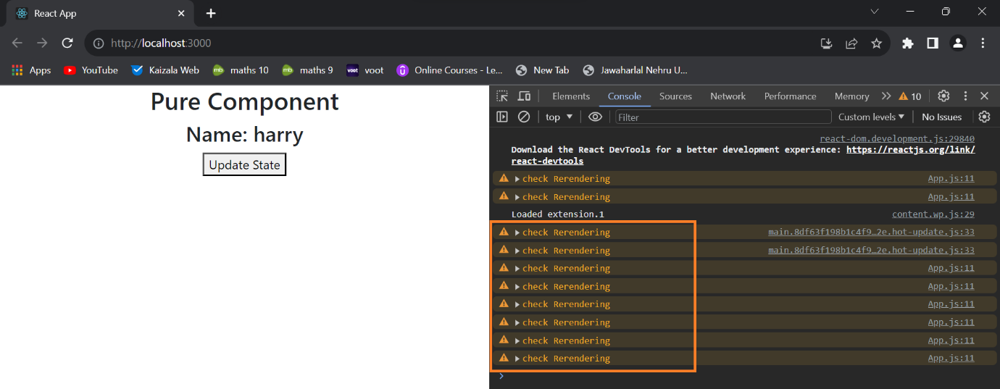 React App
http://localhost:3000
Apps YouTube Kaizala Web maths 10 maths 9 voot Online Courses - Le... New Tab Jawaharlal Nehru U...
Pure Component
Name: harry
Update State
Elements Console Sources Network Performance Memory 10
top Filter Custom levels No Issues
react-dom.development.js:29840
Download the React DevTools for a better development experience: https://reactjs.org/link/
react-devtools
check Rerendering App.js:11
check Rerendering App.js:11
Loaded extension.1 content.wp.js:29
check Rerendering main.8df63f198b1c4f9…2e.hot-update.js:33
check Rerendering main.8df63f198b1c4f9…2e.hot-update.js:33
check Rerendering App.js:11
check Rerendering App.js:11
check Rerendering App.js:11
check Rerendering App.js:11
check Rerendering App.js:11
check Rerendering App.js:11